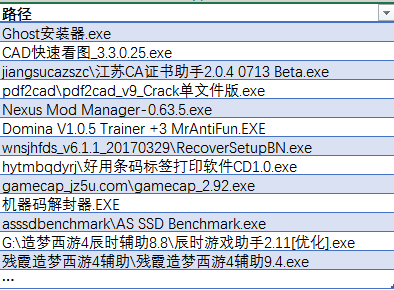 路径
Ghost安装器.exe
CAD快速看图_3.3.0.25.exe
jiangsucazszc\江苏CA证书助手2.0.4 0713 Beta.exe
pdf2cad\pdf2cad_v9_Crack单文件版.exe
Nexus Mod Manager-0.63.5.exe
Domina V1.0.5 Trainer +3 MrAntiFun.EXE
wnsjhfds_v6.1.1_20170329\RecoverSetupBN.exe
hytmbqdyrj\好用条码标签打印软件CD1.0.exe
gamecap_jz5u.com\gamecap_2.92.exe
机器码解封器.EXE
asssdbenchmark\AS SSD Benchmark.exe
G:\造梦西游4辰时辅助8.8\辰时游戏助手2.11[优化].exe
残霞造梦西游4辅助\残霞造梦西游4辅助9.4.exe
...